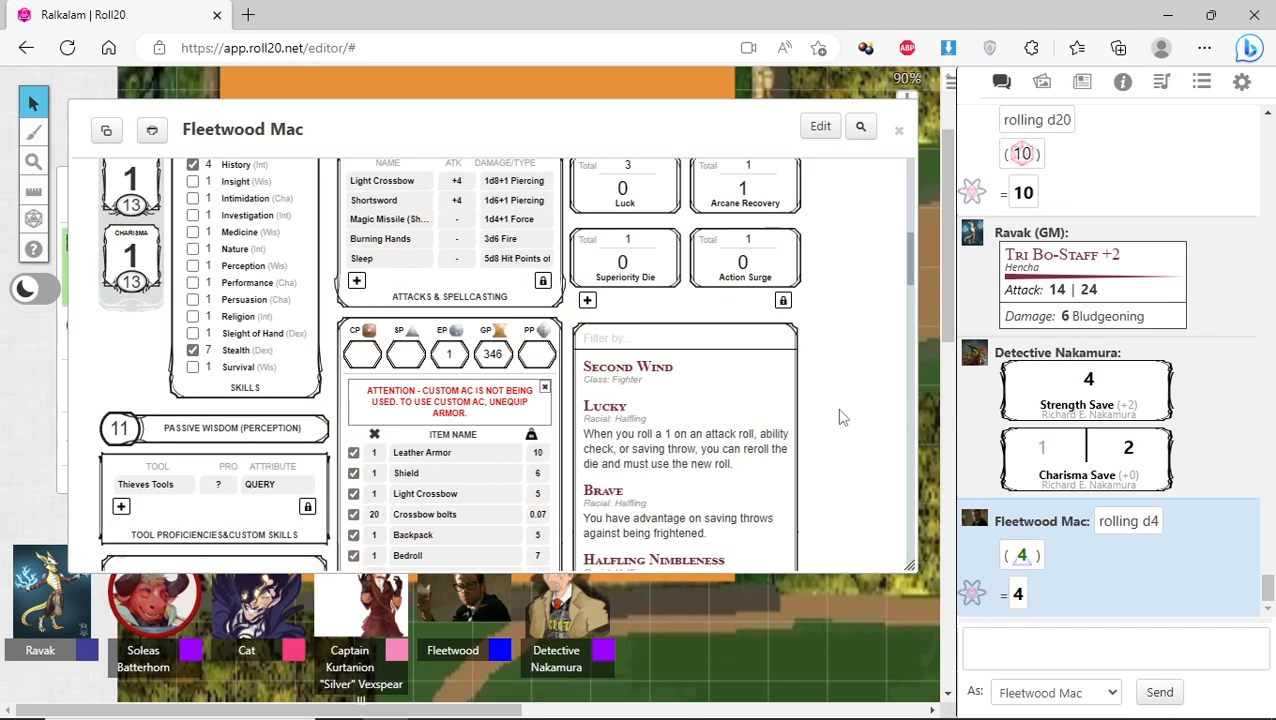 Ralkalam | Roll20
https://app.roll20.net/editor/#
ABP
90%
Fleetwood Mac
Edit
1
13
CHARISMA
1
13
4 History (Int)
1 Insight (Wis)
1 Intimidation (Cha)
1 Investigation (Int)
1 Medicine (Wis)
1 Nature (Int)
1 Perception (Wis)
1 Performance (Cha)
1 Persuasion (Cha)
1 Religion (Int)
1 Sleight of Hand (Dex)
7 Stealth (Dex)
1 Survival (Wis)
SKILLS
11 PASSIVE WISDOM (PERCEPTION)
TOOL PRO ATTRIBUTE
Thieves Tools ? QUERY
TOOL PROFICIENCIES&CUSTOM SKILLS
NAME ATK DAMAGE/TYPE
Light Crossbow +4 1d8+1 Piercing
Shortsword +4 1d6+1 Piercing
Magic Missile (Sh... - 1d4+1 Force
Burning Hands - 3d6 Fire
Sleep - 5d8 Hit Points of
ATTACKS & SPELLCASTING
CP SP EP GP PP
1 346
ATTENTION - CUSTOM AC IS NOT BEING
USED. TO USE CUSTOM AC, UNEQUIP
ARMOR.
ITEM NAME
1 Leather Armor 10
1 Shield 6
1 Light Crossbow 5
20 Crossbow bolts 0.07
1 Backpack 5
1 Bedroll 7
Total 3
0
Luck
Total 1
1
Arcane Recovery
Total 1
0
Superiority Die
Total 1
0
Action Surge
Filter by...
SECOND WIND
Class: Fighter
LUCKY
Racial: Halfling
When you roll a 1 on an attack roll, ability
check, or saving throw, you can reroll the
die and must use the new roll.
BRAVE
Racial: Halfling
You have advantage on saving throws
against being frightened.
HALFLING NIMBLENESS
Ravak
Soleas
Batterhorn
Cat
Captain
Kurtanion
"Silver" Vexspear
III
Fleetwood
Detective
Nakamura
rolling d20
(10)
= 10
Ravak (GM):
TRI BO-STAFF +2
Hencha
Attack: 14 | 24
Damage: 6 Bludgeoning
Detective Nakamura:
4
Strength Save (+2)
Richard E. Nakamura
1 2
Charisma Save (+0)
Richard E. Nakamura
Fleetwood Mac: rolling d4
(4)
= 4
As: Fleetwood Mac Send